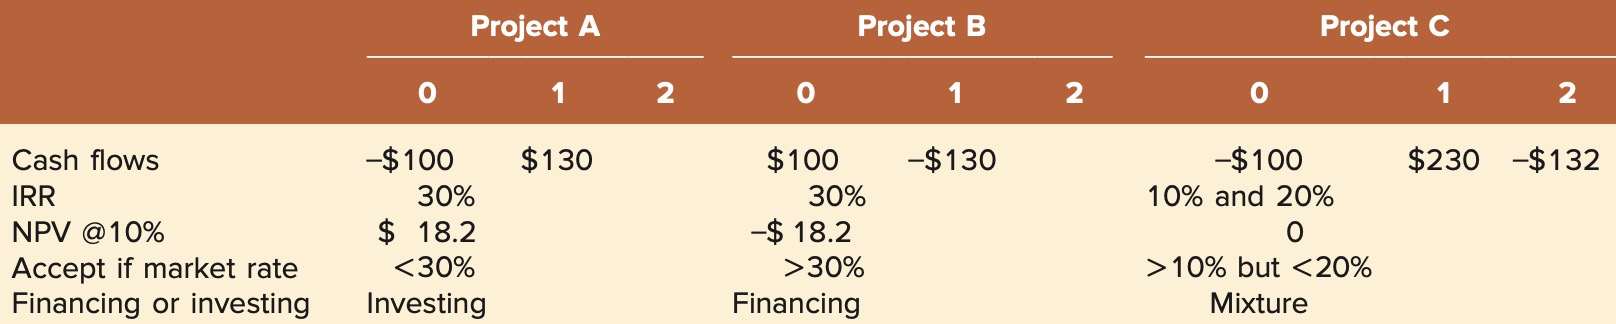 Project A Project B Project C
0 1 2 0 1 2 0 1 2
Cash flows –$100 $130 $100 –$130 –$100 $230 –$132
IRR 30% 30% 10% and 20%
NPV @10% $ 18.2 –$ 18.2 0
Accept if market rate <30% >30% >10% but <20%
Financing or investing Investing Financing Mixture